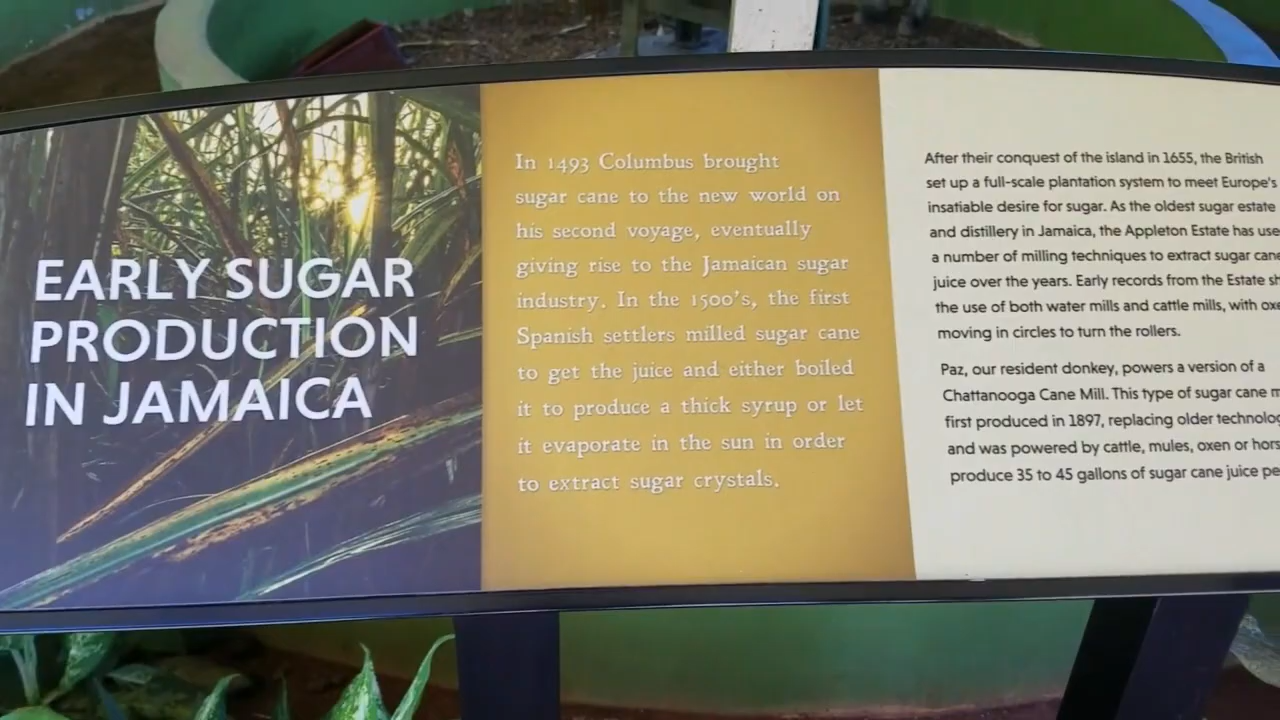 EARLY SUGAR
PRODUCTION
IN JAMAICA
In 1493 Columbus brought
sugar cane to the new world on
his second voyage, eventually
giving rise to the Jamaican sugar
industry. In the 1500's, the first
Spanish settlers milled sugar cane
to get the juice and either boiled
it to produce a thick syrup or let
it evaporate in the sun in order
to extract sugar crystals.
After their conquest of the island in 1655, the British
set up a full-scale plantation system to meet Europe's
insatiable desire for sugar. As the oldest sugar estate
and distillery in Jamaica, the Appleton Estate has
a number of milling techniques to extract sugar
juice over the years. Early records from the Estate
the use of both water mills and cattle mills, with
moving in circles to turn the rollers.
Paz, our resident donkey, powers a version of a
Chattanooga Cane Mill. This type of sugar cane
first produced in 1897, replacing older
and was powered by cattle, mules, oxen or
produce 35 to 45 gallons of sugar cane juice